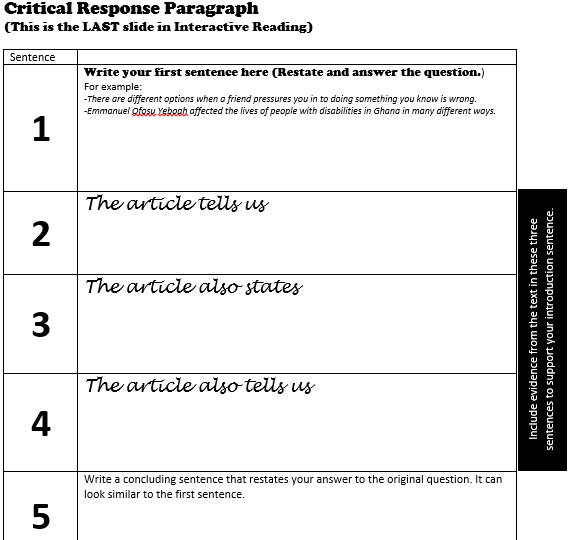 Critical Response Paragraph
(This is the LAST slide in Interactive Reading)
Sentence
1
Write your first sentence here (Restate and answer the question.)
For example:
-There are different options when a friend pressures you in to doing something you know is wrong.
-Emmanuel Ofosu Yeboah affected the lives of people with disabilities in Ghana in many different ways.
2
The article tells us
3
The article also states
4
The article also tells us
Include evidence from the text in these three
sentences to support your introduction sentence.
5
Write a concluding sentence that restates your answer to the original question. It can
look similar to the first sentence.